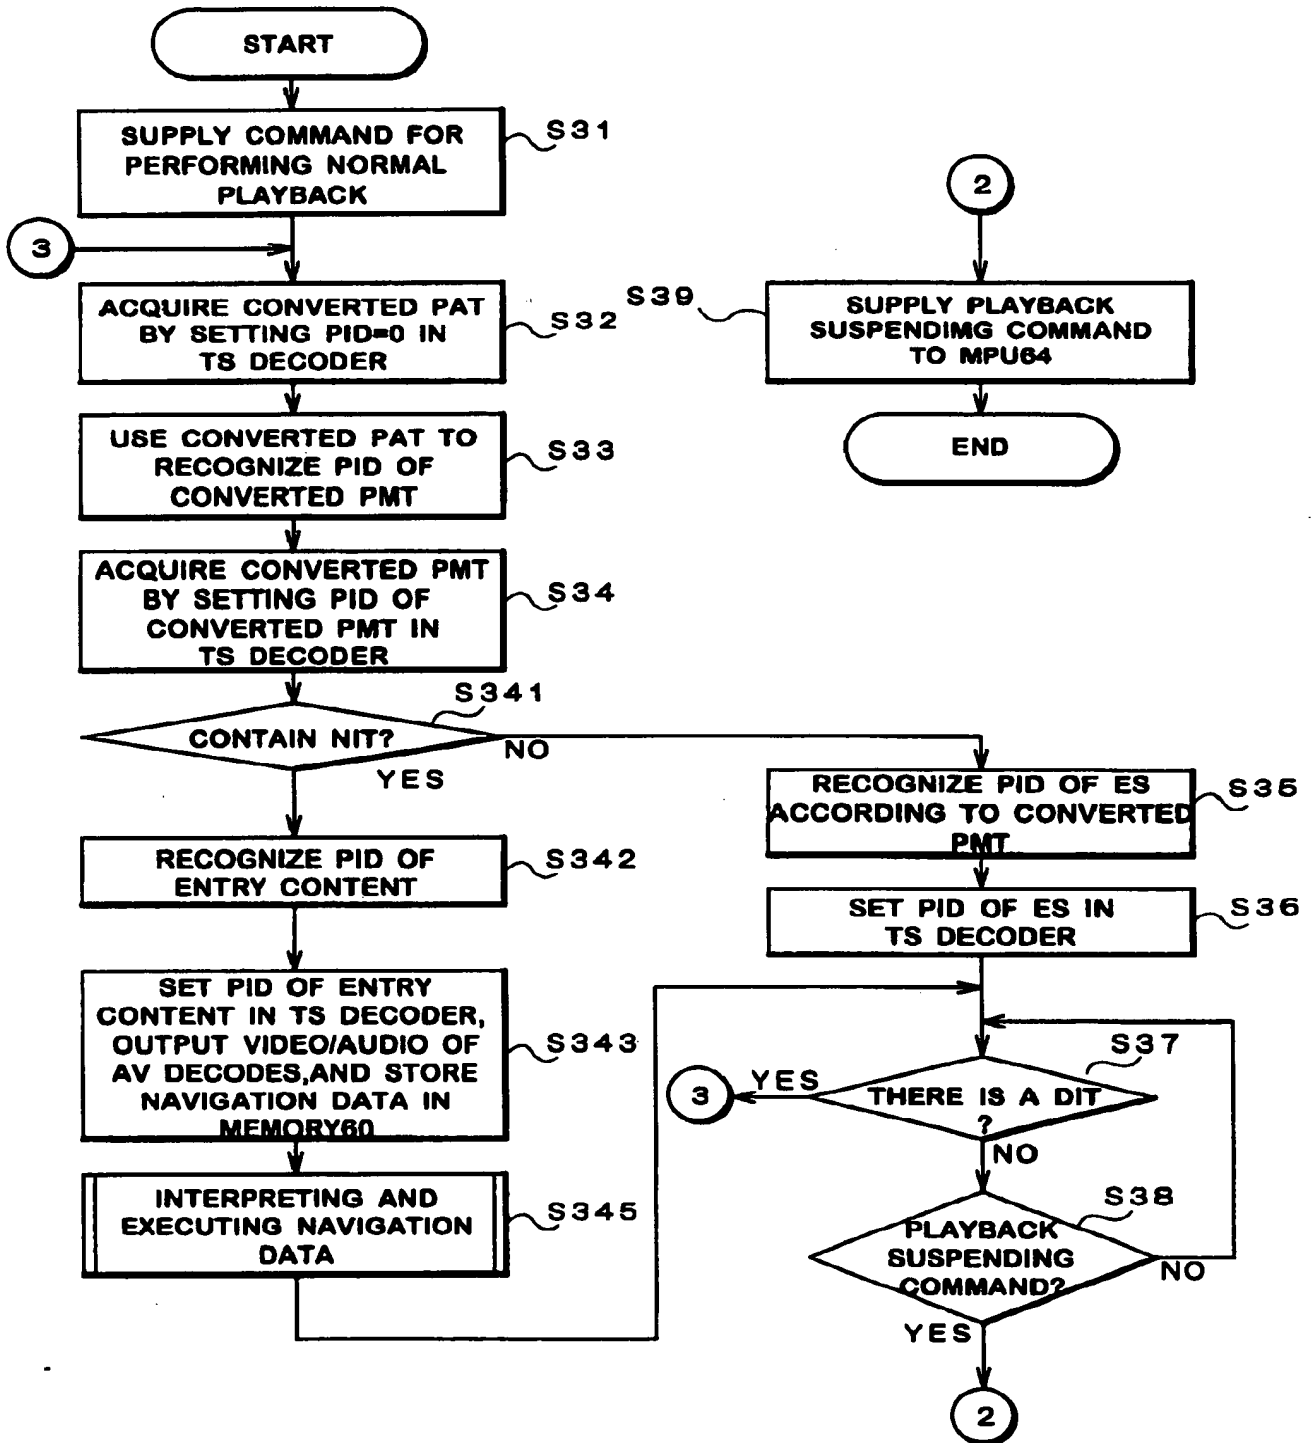 START
SUPPLY COMMAND FOR
PERFORMING NORMAL
PLAYBACK
S31
3
ACQUIRE CONVERTED PAT
BY SETTING PID=0 IN
TS DECODER
S32
USE CONVERTED PAT TO
RECOGNIZE PID OF
CONVERTED PMT
S33
ACQUIRE CONVERTED PMT
BY SETTING PID OF
CONVERTED PMT IN
TS DECODER
S34
CONTAIN NIT?
S341
NO
YES
RECOGNIZE PID OF
ENTRY CONTENT
S342
SET PID OF ENTRY
CONTENT IN TS DECODER,
OUTPUT VIDEO/AUDIO OF
AV DECODES,AND STORE
NAVIGATION DATA IN
MEMORY60
S343
INTERPRETING AND
EXECUTING NAVIGATION
DATA
S345
2
S39
SUPPLY PLAYBACK
SUSPENDIMG COMMAND
TO MPU64
END
RECOGNIZE PID OF ES
ACCORDING TO CONVERTED
PMT
S35
SET PID OF ES IN
TS DECODER
S36
S37
THERE IS A DIT
?
YES
3
NO
S38
PLAYBACK
SUSPENDING
COMMAND?
NO
YES
2